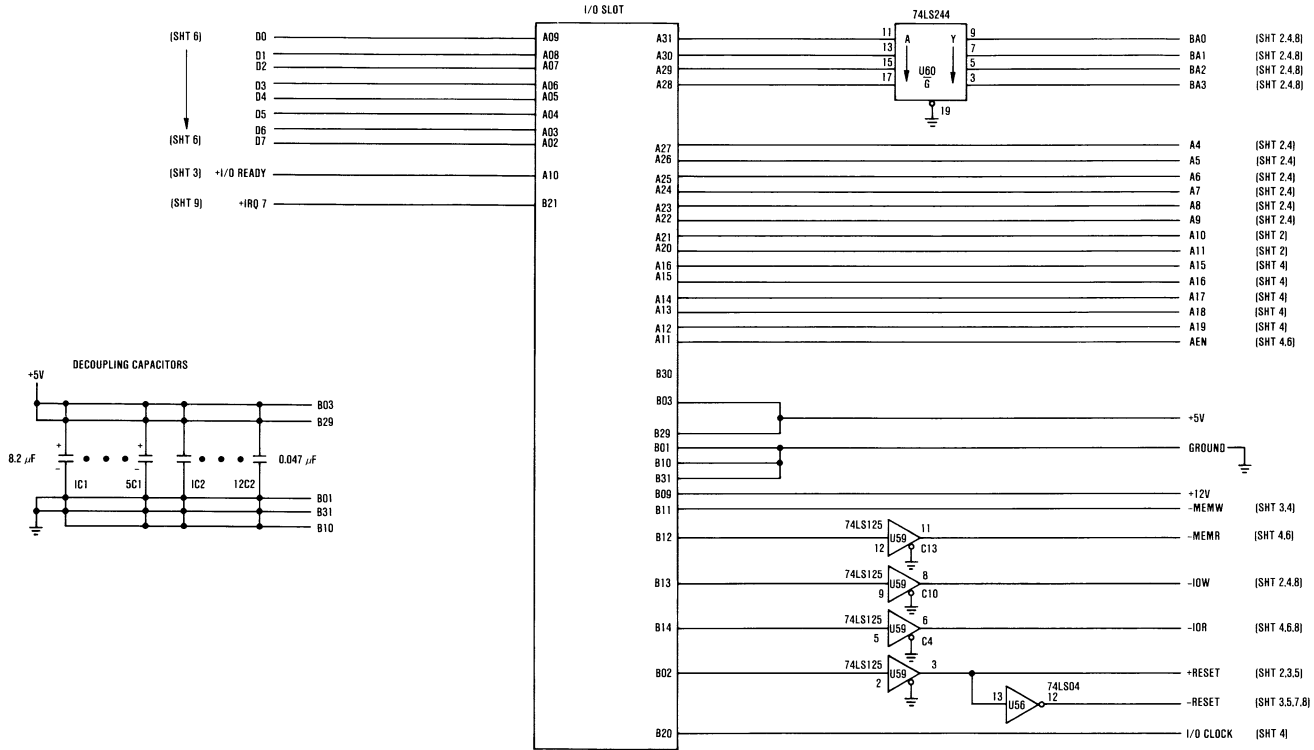 I/O SLOT
74LS244
(SHT 6) D0 A09 A31 11 A Y 9 BA0 (SHT 2.4.8)
D1 A08 A30 13 7 BA1 (SHT 2.4.8)
D2 A07 A29 15 U60 5 BA2 (SHT 2.4.8)
D3 A06 A28 17 G 3 BA3 (SHT 2.4.8)
D4 A05 19
D5 A04
D6 A03
(SHT 6) D7 A02 A27 A4 (SHT 2.4)
A26 A5 (SHT 2.4)
(SHT 3) +I/O READY A10 A25 A6 (SHT 2.4)
A24 A7 (SHT 2.4)
(SHT 9) +IRQ 7 B21 A23 A8 (SHT 2.4)
A22 A9 (SHT 2.4)
A21 A10 (SHT 2)
A20 A11 (SHT 2)
A16 A15 (SHT 4)
A15 A16 (SHT 4)
A14 A17 (SHT 4)
A13 A18 (SHT 4)
A12 A19 (SHT 4)
A11 AEN (SHT 4.6)
DECOUPLING CAPACITORS
+5V B30
B03 B03
B29 +5V
B29
8.2 µF + − + − 0.047 µF B01 GROUND
B10
IC1 5C1 IC2 12C2 B31
B01 B09 +12V
B31 B11 −MEMW (SHT 3.4)
B10
B12 74LS125 12 U59 11 C13 −MEMR (SHT 4.6)
B13 74LS125 9 U59 8 C10 −IOW (SHT 2.4.8)
B14 74LS125 5 U59 6 C4 −IOR (SHT 4.6.8)
B02 74LS125 2 U59 3 +RESET (SHT 2,3,5)
13 U56 74LS04 12 −RESET (SHT 3.5.7.8)
B20 I/O CLOCK (SHT 4)